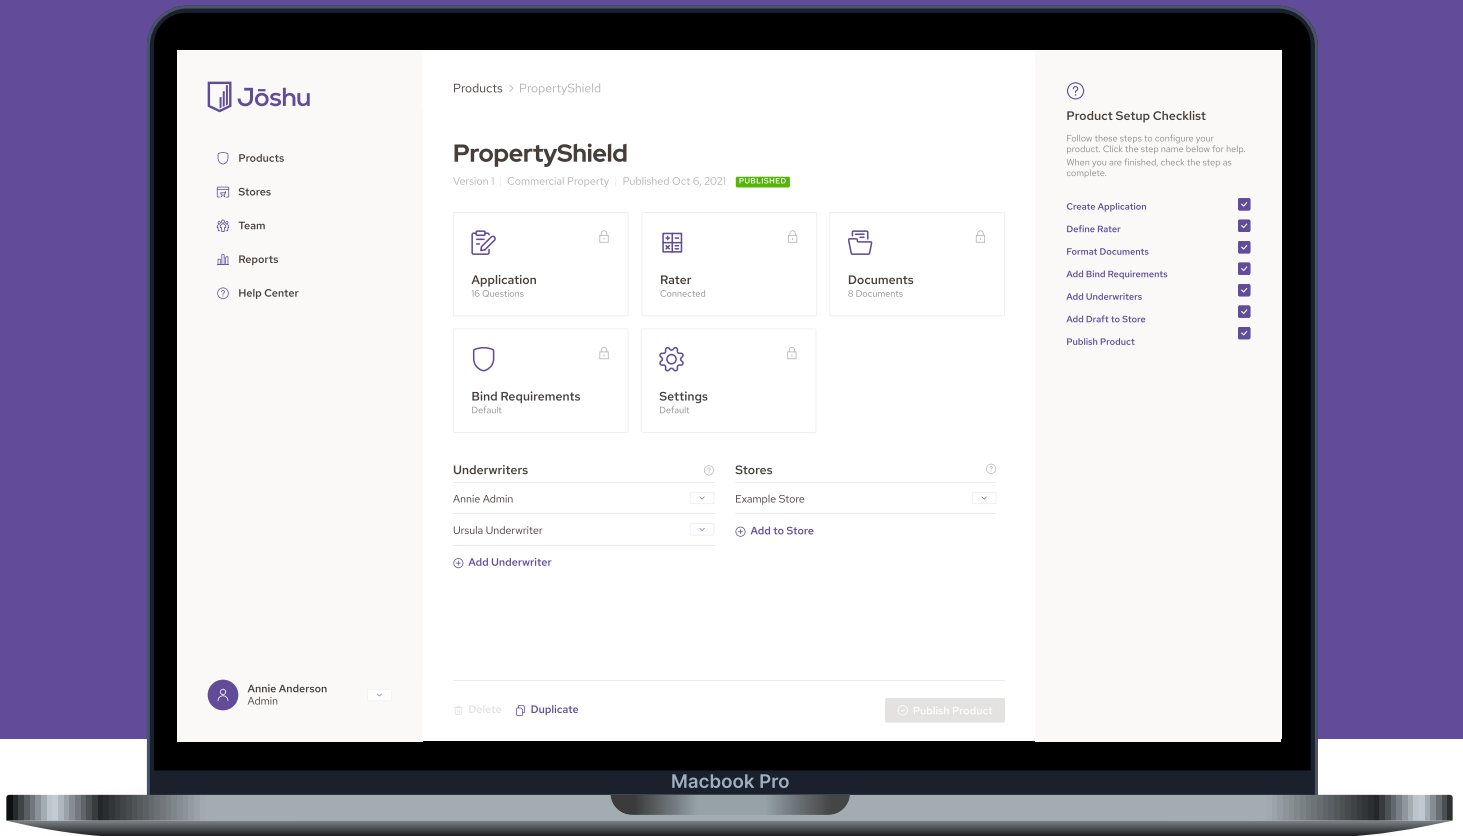 Jōshu
Products
Stores
Team
Reports
Help Center
Annie Anderson
Admin
Products > PropertyShield
PropertyShield
Version 1 | Commercial Property | Published Oct 6, 2021 PUBLISHED
Application
16 Questions
Rater
Connected
Documents
8 Documents
Bind Requirements
Default
Settings
Default
Underwriters
Annie Admin
Ursula Underwriter
Add Underwriter
Stores
Example Store
Add to Store
Delete
Duplicate
Publish Product
Product Setup Checklist
Follow these steps to configure your
product. Click the step name below for help.
When you are finished, check the step as
complete.
Create Application
Define Rater
Format Documents
Add Bind Requirements
Add Underwriters
Add Draft to Store
Publish Product
Macbook Pro